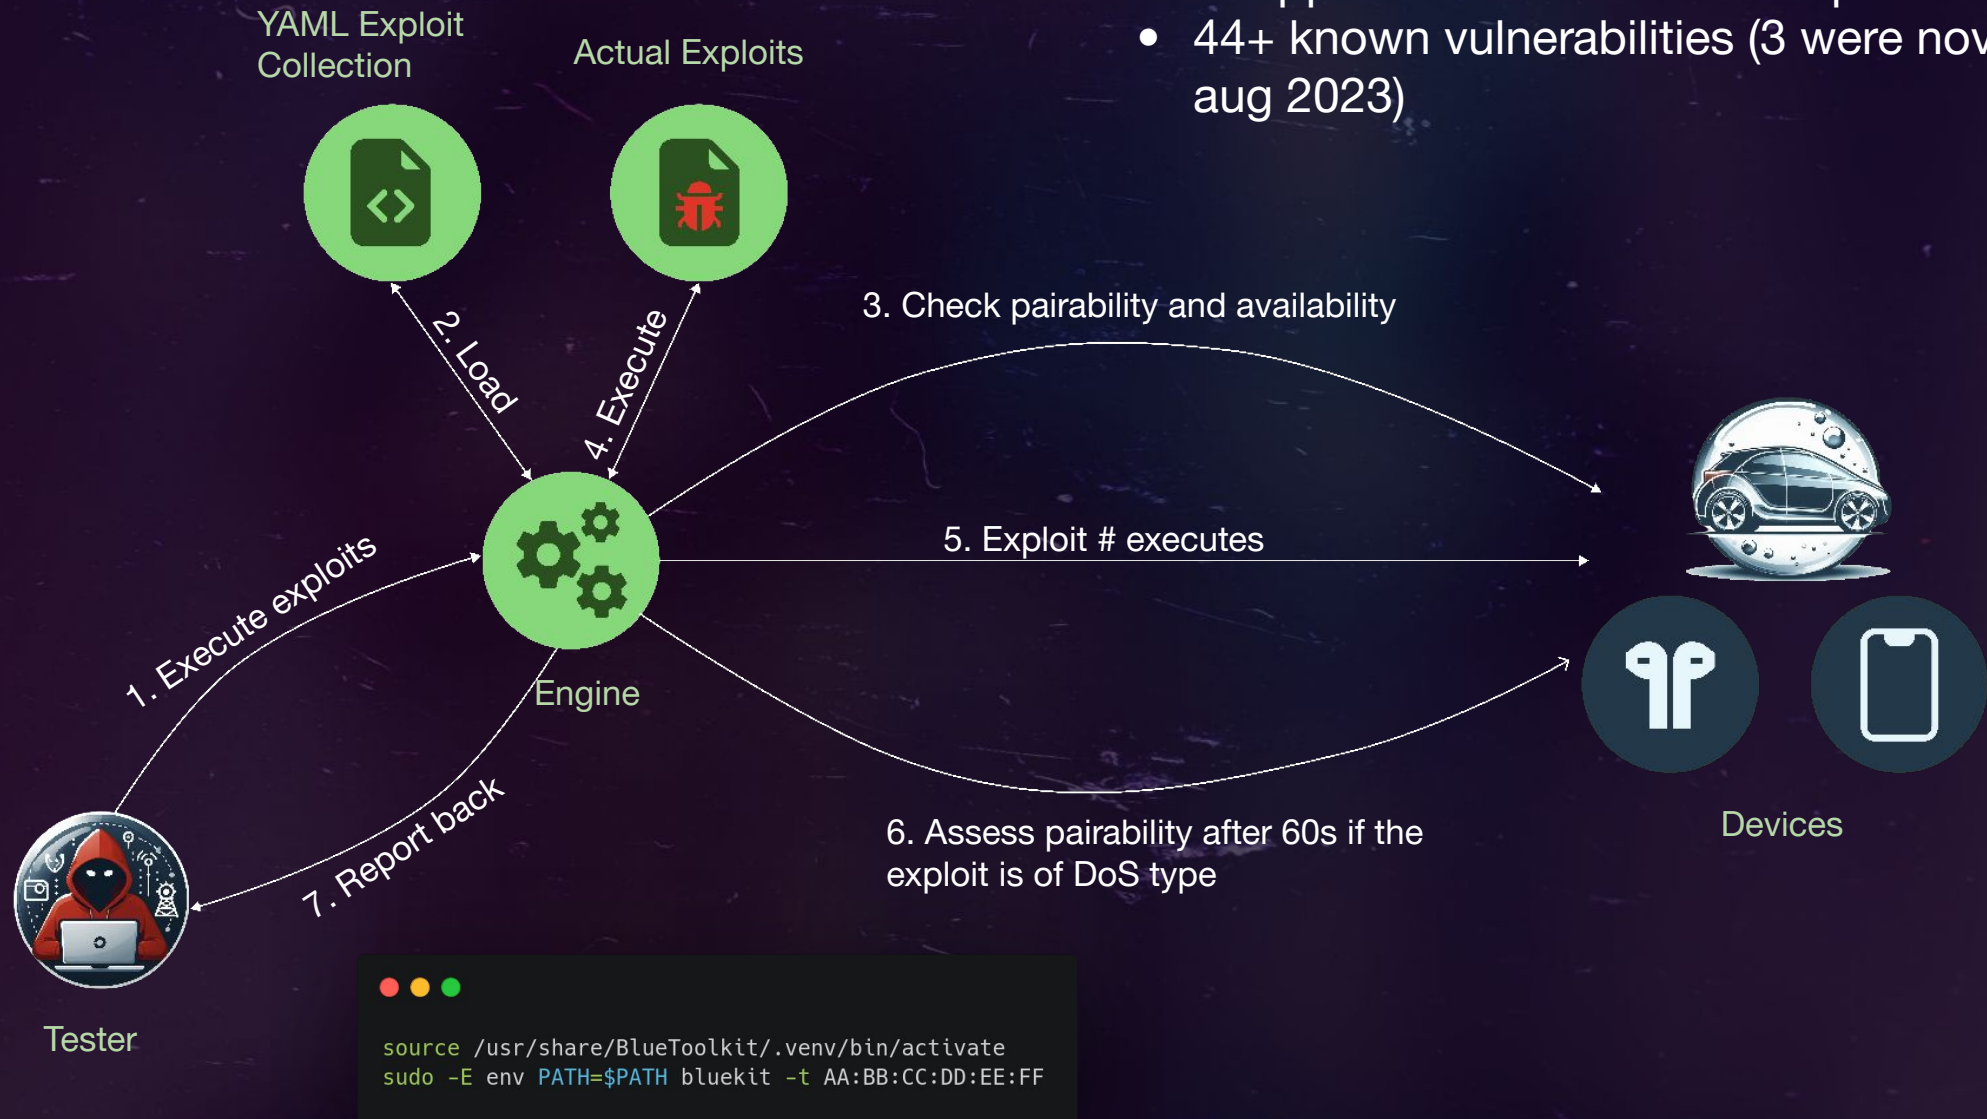 YAML Exploit
Collection
Actual Exploits
• 44+ known vulnerabilities (3 were
aug 2023)
2. Load
4. Execute
3. Check pairability and availability
1. Execute exploits
5. Exploit # executes
Engine
7. Report back
6. Assess pairability after 60s if the
exploit is of DoS type
Devices
Tester
source /usr/share/BlueToolkit/.venv/bin/activate
sudo -E env PATH=$PATH bluekit -t AA:BB:CC:DD:EE:FF